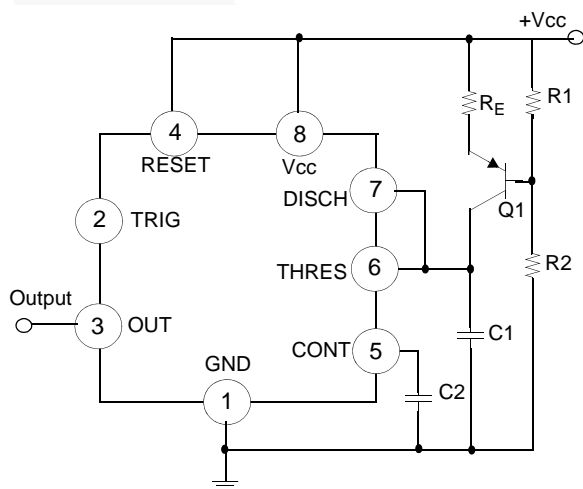 +Vcc
4
RESET
8
Vcc
RE
R1
7
DISCH
Q1
2
TRIG
6
THRES
R2
Output
3
OUT
5
CONT
C1
GND
1
C2